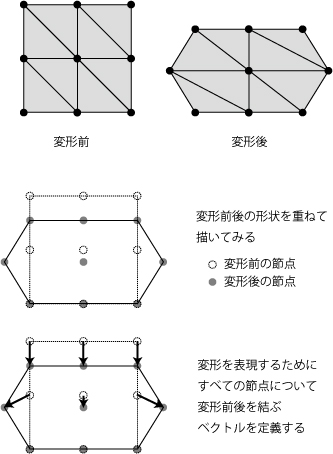 変形前
変形後
変形前後の形状を重ねて
描いてみる
変形前の節点
変形後の節点
変形を表現するために
すべての節点について
変形前後を結ぶ
ベクトルを定義する